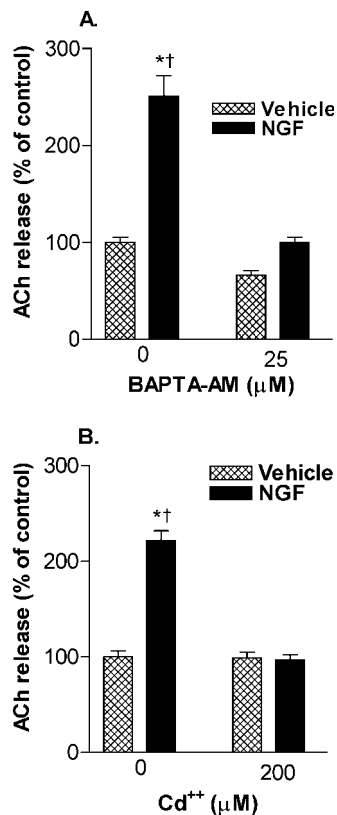 A.
300
200
100
0
ACh release (% of control)
*†
Vehicle
NGF
0
25
BAPTA-AM (μM)
B.
300
200
100
0
ACh release (% of control)
*†
Vehicle
NGF
0
200
Cd⁺⁺ (μM)